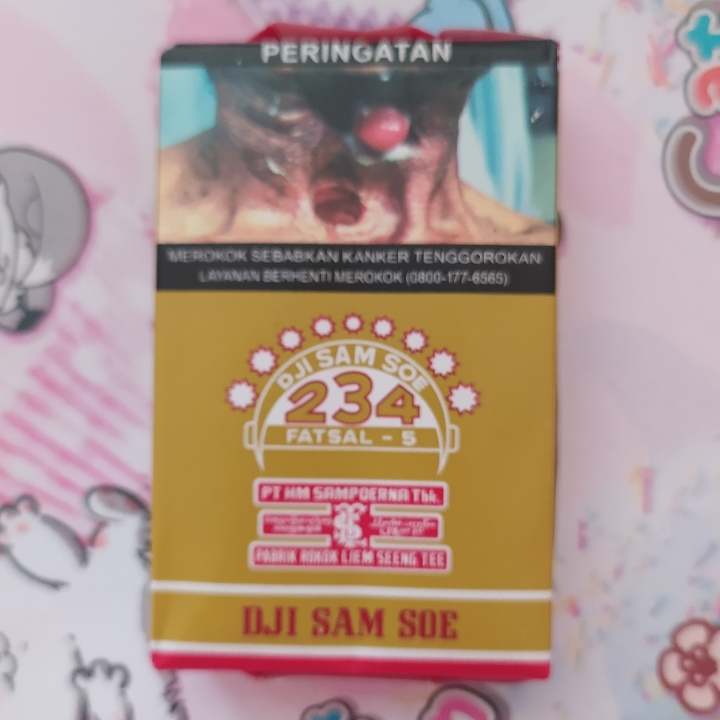 PERINGATAN
MEROKOK SEBABKAN KANKER TENGGOROKAN
LAYANAN BERHENTI MEROKOK (0800-177-6565)
DJI SAM SOE
234
FATSAL - 5
PT HM SAMPOERNA Tbk.
PABRIK ROKOK LIEM SEENG TEE
DJI SAM SOE